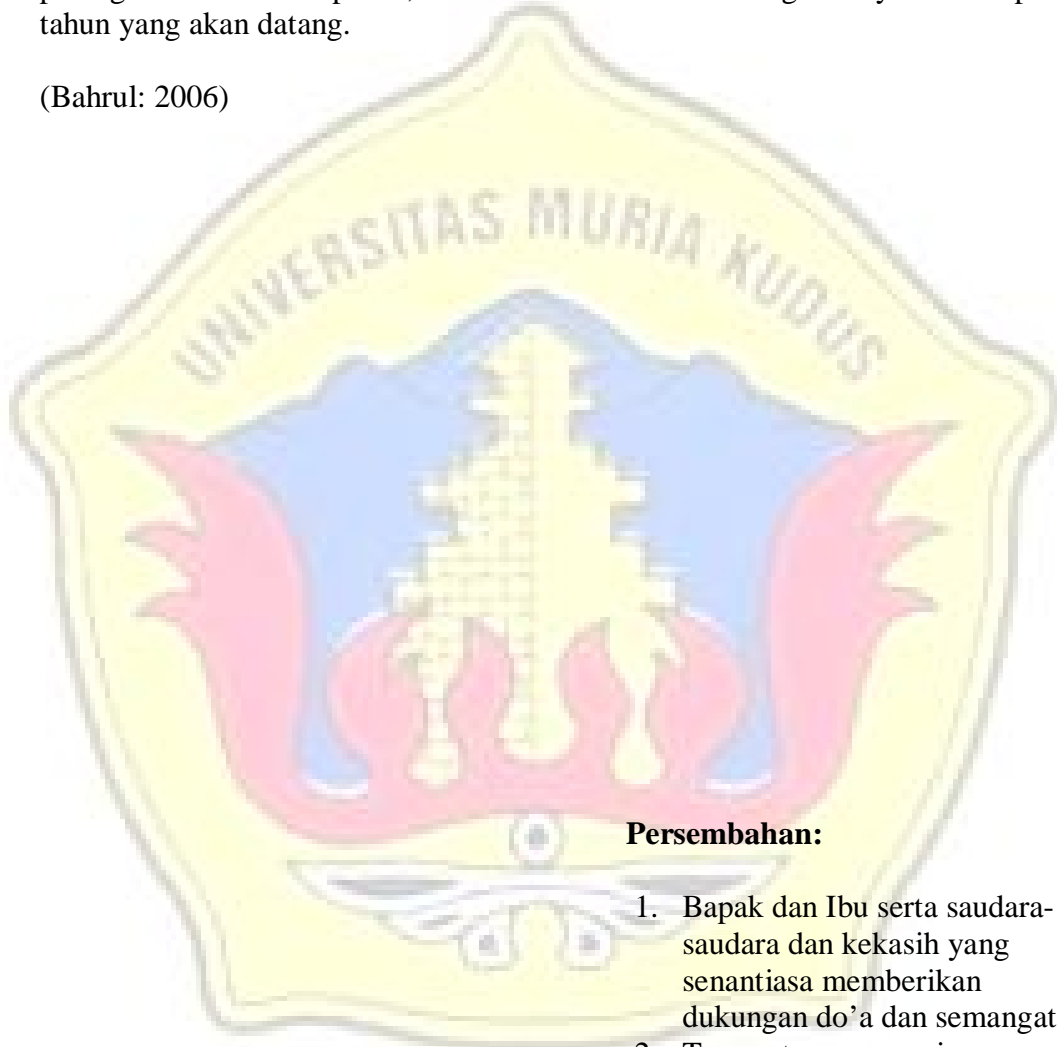 tahun yang akan datang.
(Bahrul: 2006)
UNIVERSITAS MURIA KUDUS
Persembahan:
1. Bapak dan Ibu serta saudara-
saudara dan kekasih yang
senantiasa memberikan
dukungan do’a dan semangat